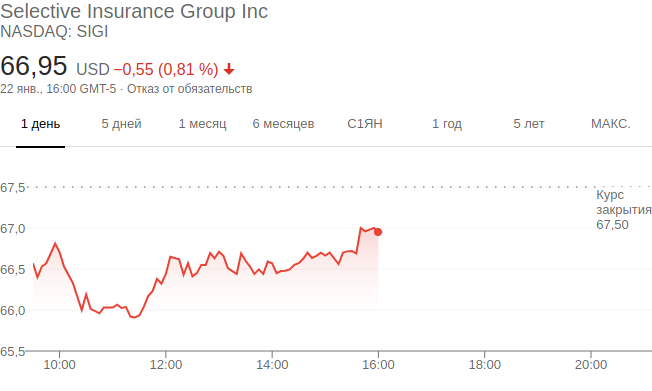 Selective Insurance Group Inc
NASDAQ: SIGI
66,95 USD −0,55 (0,81 %)
22 янв., 16:00 GMT-5 · Отказ от обязательств
1 день 5 дней 1 месяц 6 месяцев С1ЯН 1 год 5 лет МАКС.
67,5
Курс
закрытия
67,50
67,0
66,5
66,0
65,5
10:00 12:00 14:00 16:00 18:00 20:00